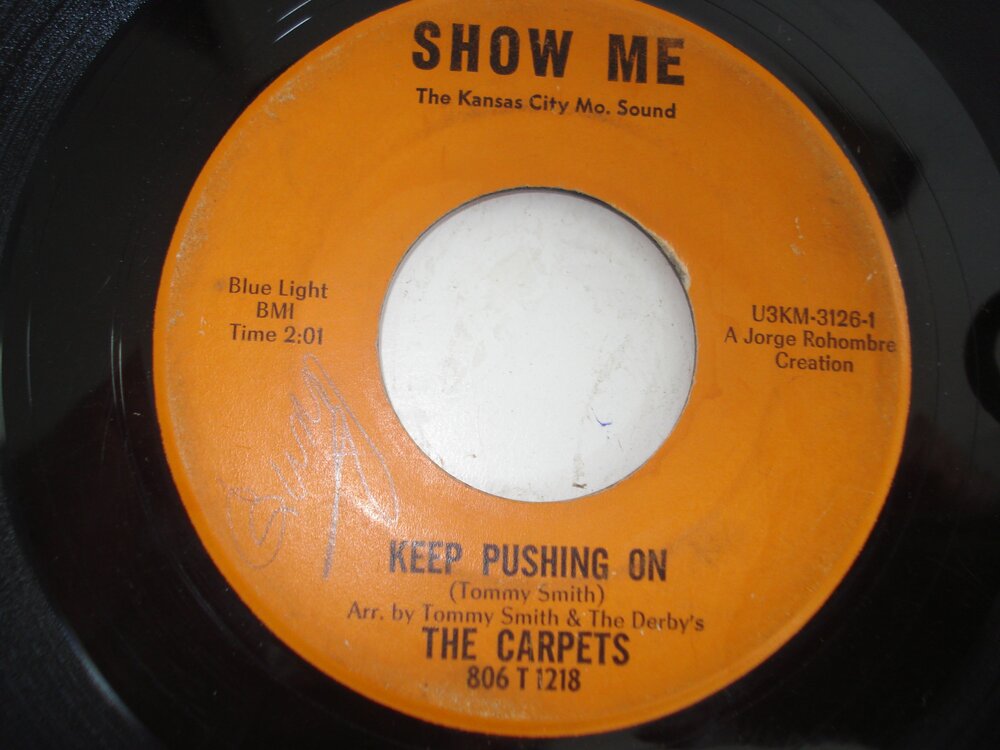 SHOW ME
The Kansas City Mo. Sound
Blue Light
BMI
Time 2:01
U3KM-3126-1
A Jorge Rohombre
Creation
KEEP PUSHING ON
(Tommy Smith)
Arr. by Tommy Smith & The Derby's
THE CARPETS
806 T 1218